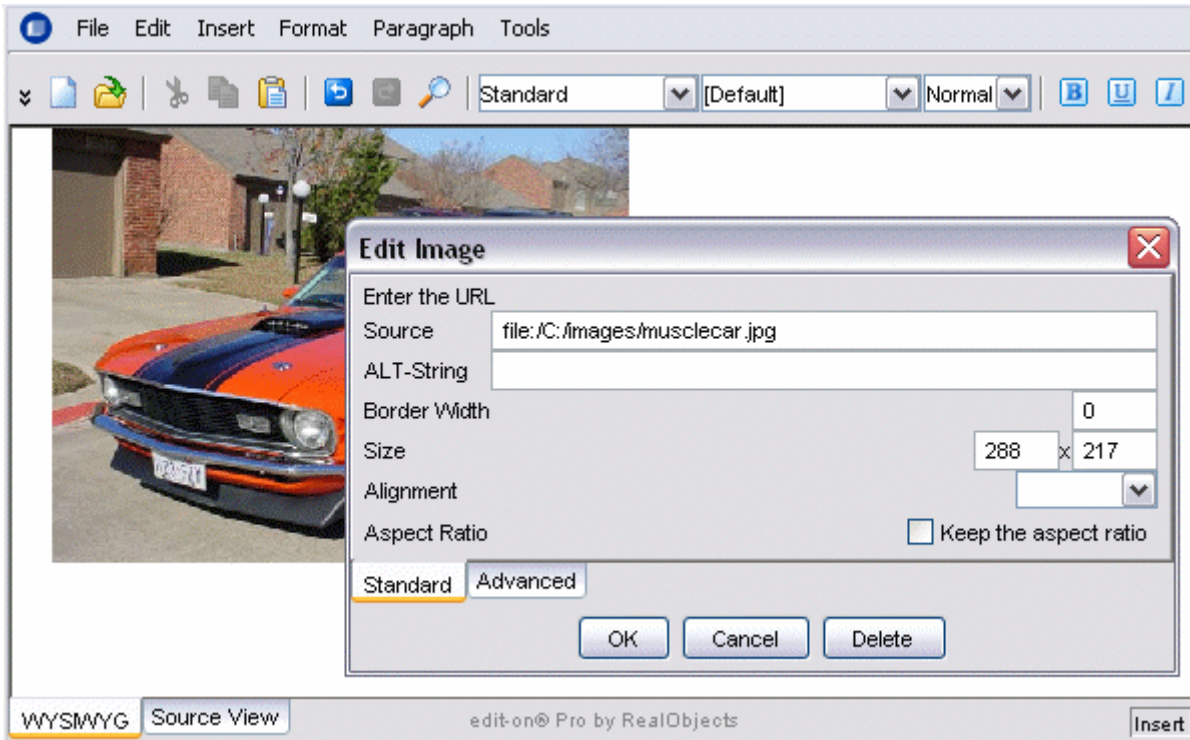 File Edit Insert Format Paragraph Tools
Standard [Default] Normal B U I
Edit Image
Enter the URL
Source file:/C:/images/musclecar.jpg
ALT-String
Border Width 0
Size 288 x 217
Alignment
Aspect Ratio Keep the aspect ratio
Standard Advanced
OK Cancel Delete
WYSIWYG Source View edit-on® Pro by RealObjects Insert